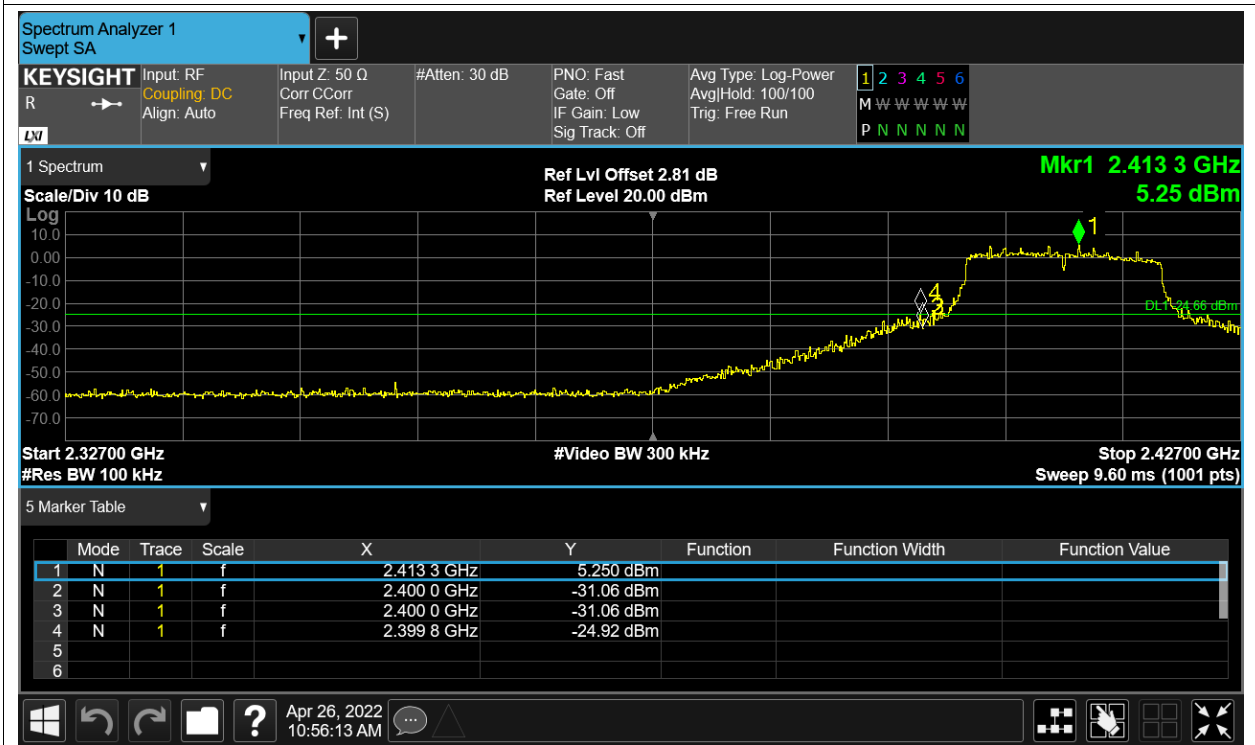 Spectrum Analyzer 1
Swept SA
KEYSIGHT Input: RF Input Z: 50 Ω #Atten: 30 dB PNO: Fast Avg Type: Log-Power 1 2 3 4 5 6
R Coupling: DC Corr CCorr Gate: Off Avg|Hold: 100/100 M W W W W W
Align: Auto Freq Ref: Int (S) IF Gain: Low Trig: Free Run
LXI Sig Track: Off P N N N N N
1 Spectrum Ref Lvl Offset 2.81 dB Mkr1 2.413 3 GHz
Scale/Div 10 dB Ref Level 20.00 dBm 5.25 dBm
Log
1
10.0
0.00
-10.0
4
-20.0
3
DL1 -24.66 dBm
-30.0
-40.0
-50.0
-60.0
-70.0
Start 2.32700 GHz #Video BW 300 kHz Stop 2.42700 GHz
#Res BW 100 kHz Sweep 9.60 ms (1001 pts)
5 Marker Table
Mode Trace Scale X Y Function Function Width Function Value
1 N 1 f 2.413 3 GHz 5.250 dBm
2 N 1 f 2.400 0 GHz -31.06 dBm
3 N 1 f 2.400 0 GHz -31.06 dBm
4 N 1 f 2.399 8 GHz -24.92 dBm
5
6
? Apr 26, 2022
10:56:13 AM